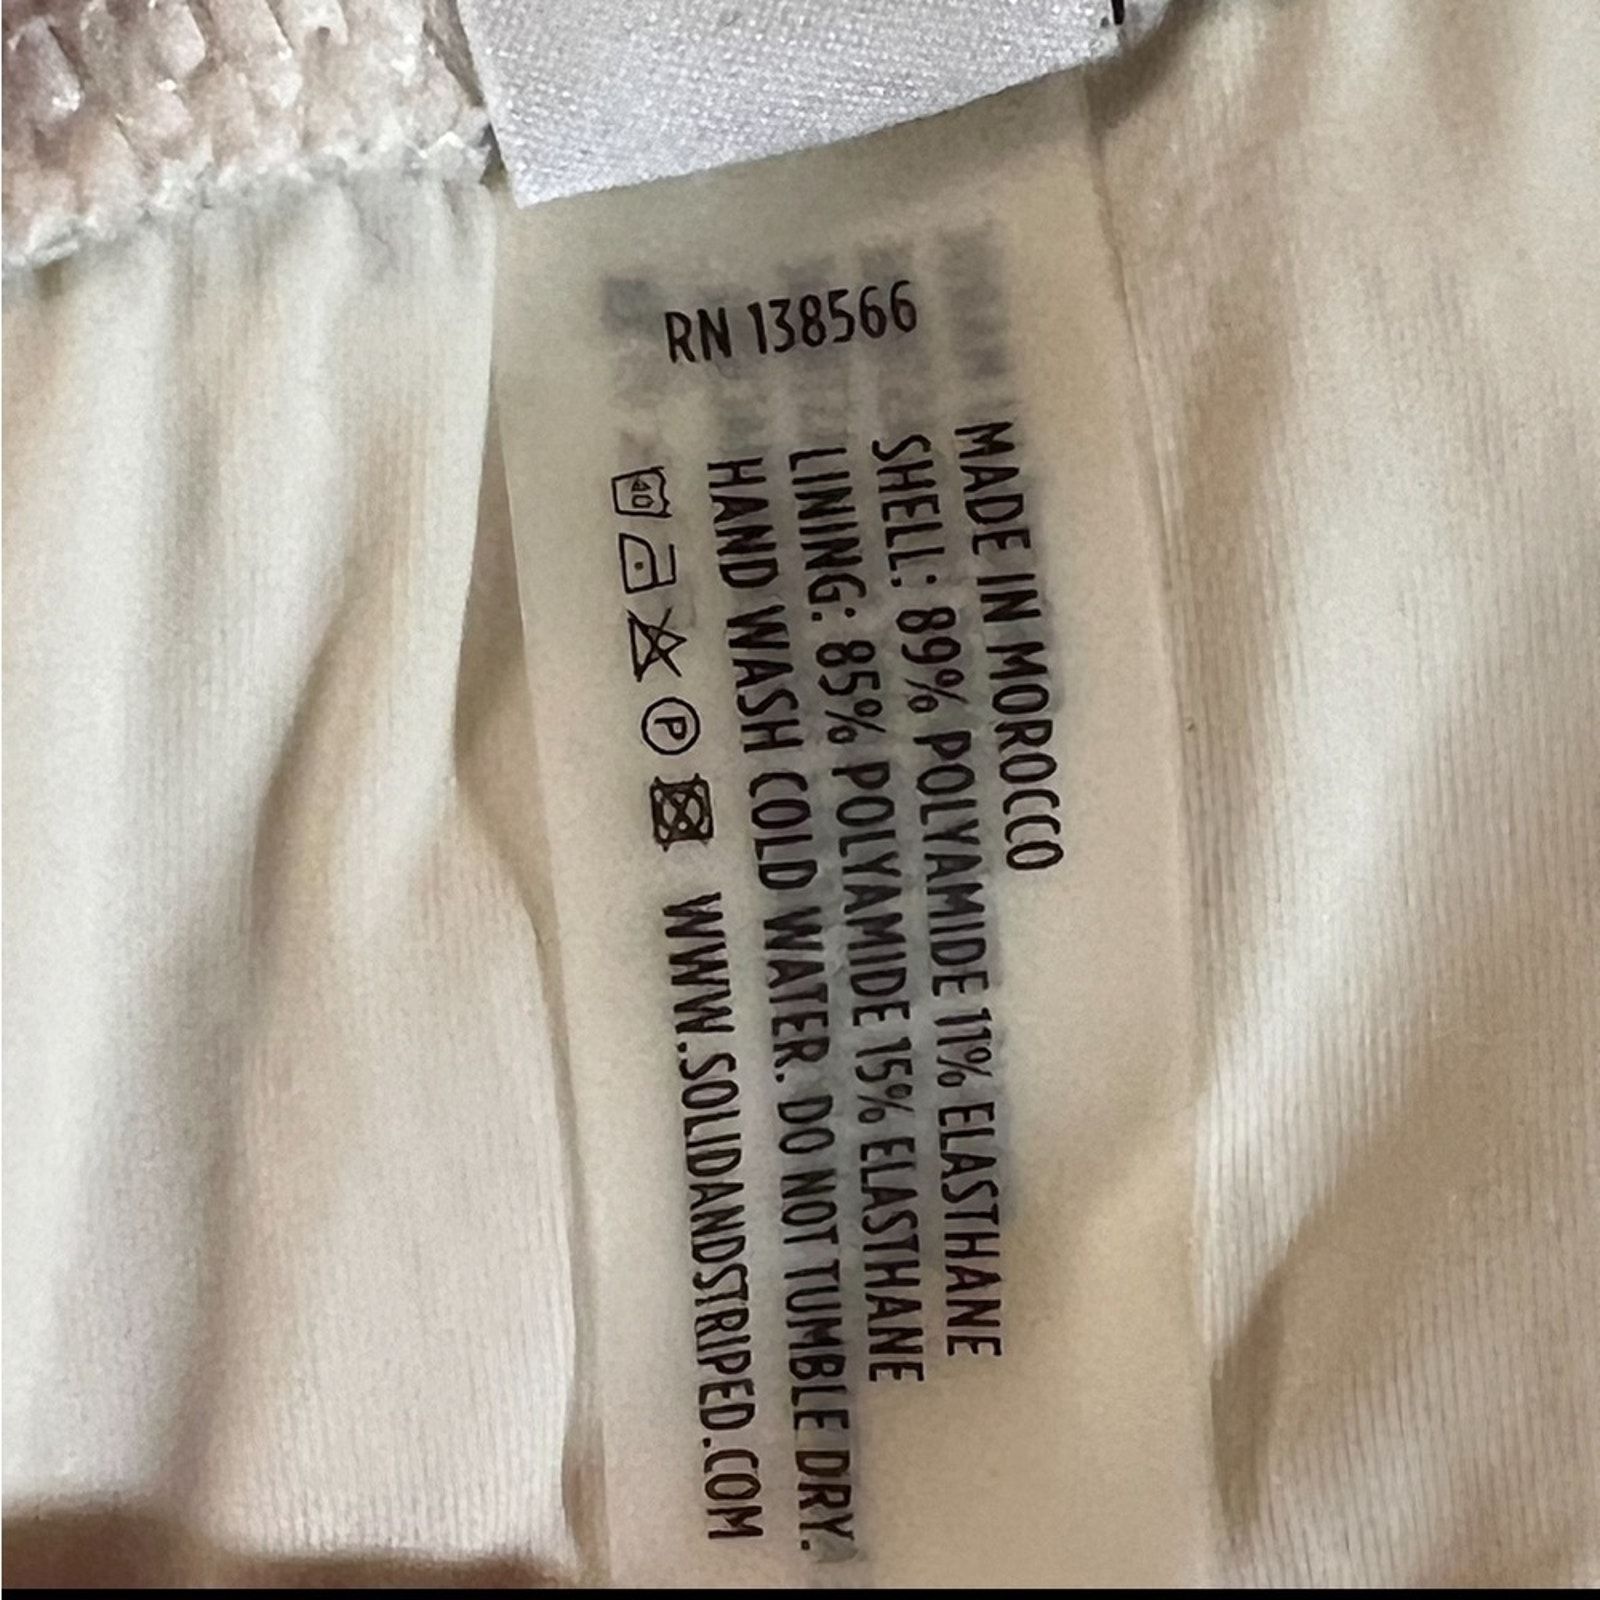 RN 138566
MADE IN MOROCCO
SHELL: 89% POLYAMIDE 11% ELASTHANE
LINING: 85% POLYAMIDE 15% ELASTHANE
HAND WASH COLD WATER. DO NOT TUMBLE DRY.
40 P WWW.SOLIDANDSTRIPED.COM